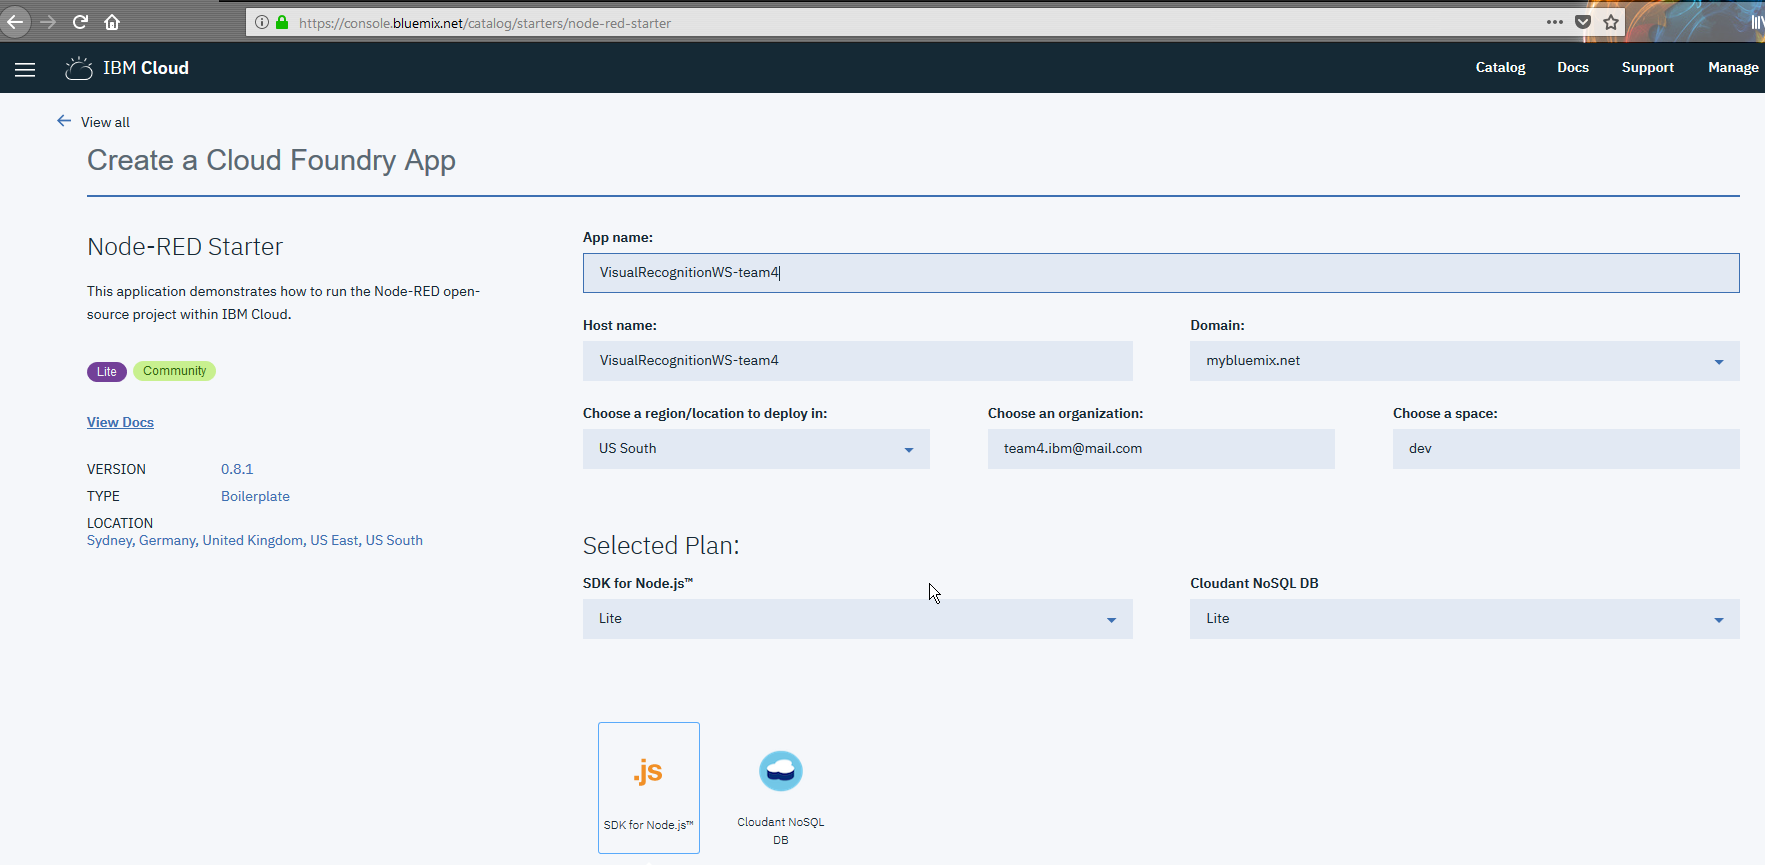 https://console.bluemix.net/catalog/starters/node-red-starter
IBM Cloud
Catalog Docs Support Manage
View all
Create a Cloud Foundry App
Node-RED Starter
This application demonstrates how to run the Node-RED open-
source project within IBM Cloud.
Lite Community
View Docs
VERSION 0.8.1
TYPE Boilerplate
LOCATION
Sydney, Germany, United Kingdom, US East, US South
App name:
VisualRecognitionWS-team4
Host name: Domain:
VisualRecognitionWS-team4 mybluemix.net
Choose a region/location to deploy in: Choose an organization: Choose a space:
US South team4.ibm@mail.com dev
Selected Plan:
SDK for Node.js™ Cloudant NoSQL DB
Lite Lite
.js
SDK for Node.js™
Cloudant NoSQL
DB